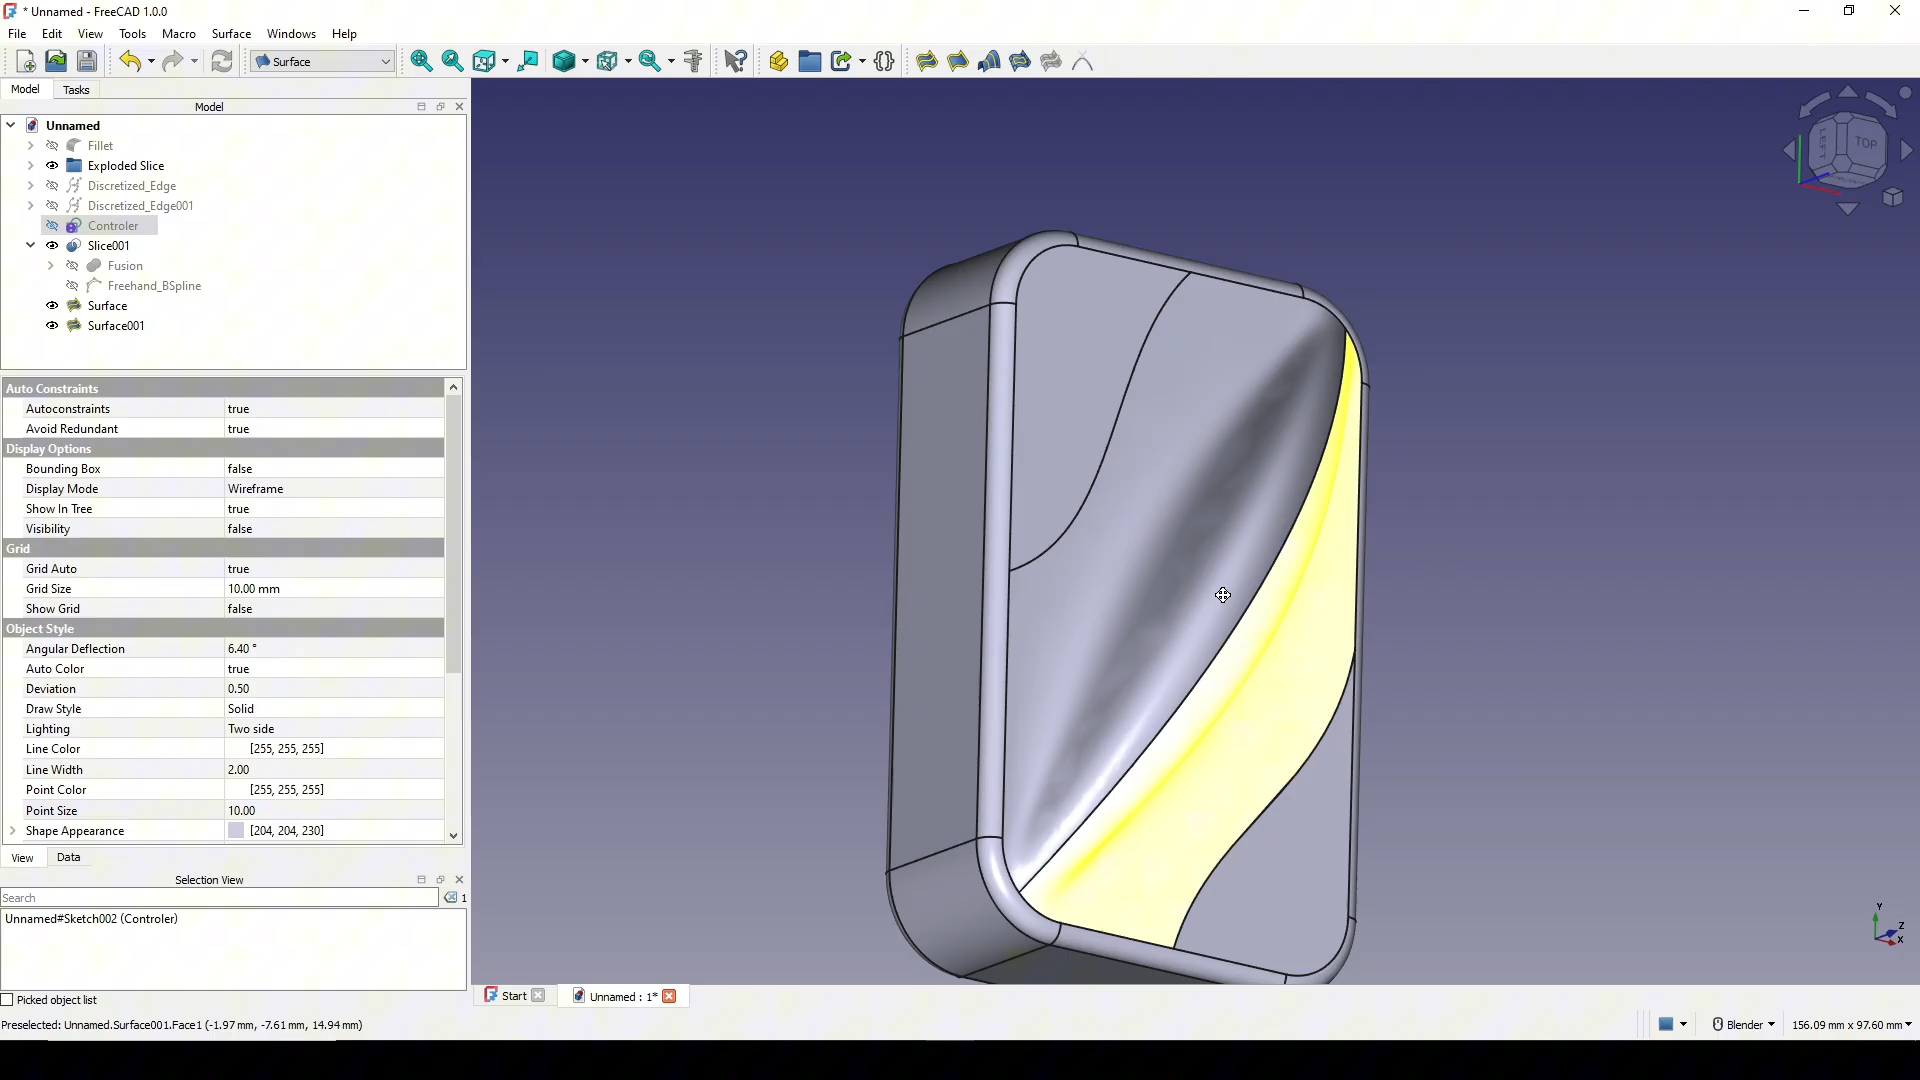 * Unnamed - FreeCAD 1.0.0
File Edit View Tools Macro Surface Windows Help
Surface
Model Tasks
Model
Unnamed
Fillet
Exploded Slice
Discretized_Edge
Discretized_Edge001
Controler
Slice001
Fusion
Freehand_BSpline
Surface
Surface001
Auto Constraints
Autoconstraints true
Avoid Redundant true
Display Options
Bounding Box false
Display Mode Wireframe
Show In Tree true
Visibility false
Grid
Grid Auto true
Grid Size 10.00 mm
Show Grid false
Object Style
Angular Deflection 6.40 °
Auto Color true
Deviation 0.50
Draw Style Solid
Lighting Two side
Line Color [255, 255, 255]
Line Width 2.00
Point Color [255, 255, 255]
Point Size 10.00
Shape Appearance [204, 204, 230]
View Data
Selection View
Search 1
Unnamed#Sketch002 (Controler)
Picked object list
Preselected: Unnamed.Surface001.Face1 (-1.97 mm, -7.61 mm, 14.94 mm)
LEFT TOP
Y
Z
X
Start Unnamed : 1*
Blender 156.09 mm x 97.60 mm